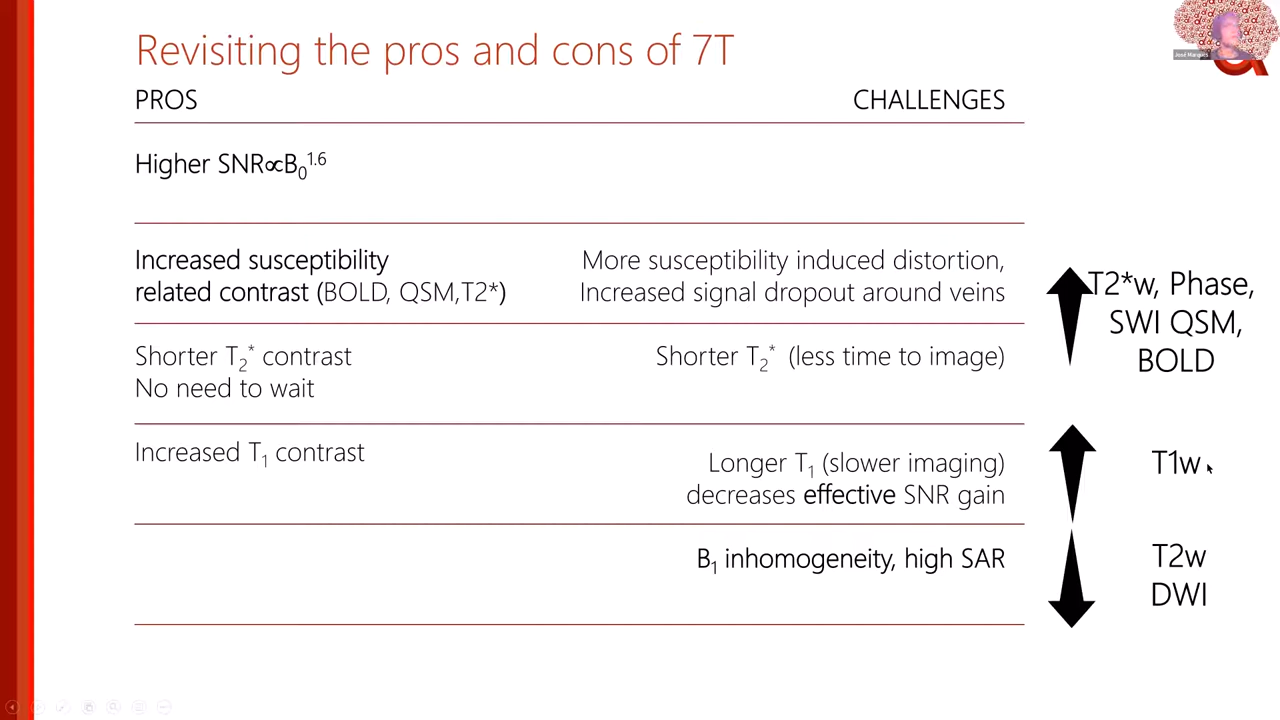 Revisiting the pros and cons of 7T
José Marques
PROS
CHALLENGES
Higher SNR∝B₀¹·⁶
Increased susceptibility
related contrast (BOLD, QSM,T2*)
More susceptibility induced distortion,
Increased signal dropout around veins
T2*w, Phase,
SWI QSM,
BOLD
Shorter T₂* contrast
No need to wait
Shorter T₂* (less time to image)
Increased T₁ contrast
Longer T₁ (slower imaging)
decreases effective SNR gain
T1w
B₁ inhomogeneity, high SAR
T2w
DWI